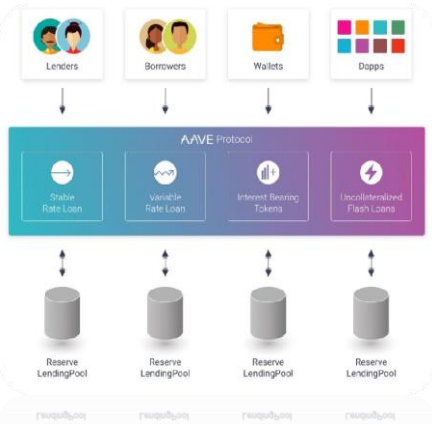 Lenders
Borrowers
Wallets
Dapps
AAVE Protocol
Stable
Rate Loan
Variable
Rate Loan
Interest Bearing
Tokens
Uncollateralized
Flash Loans
Reserve
LendingPool
Reserve
LendingPool
Reserve
LendingPool
Reserve
LendingPool